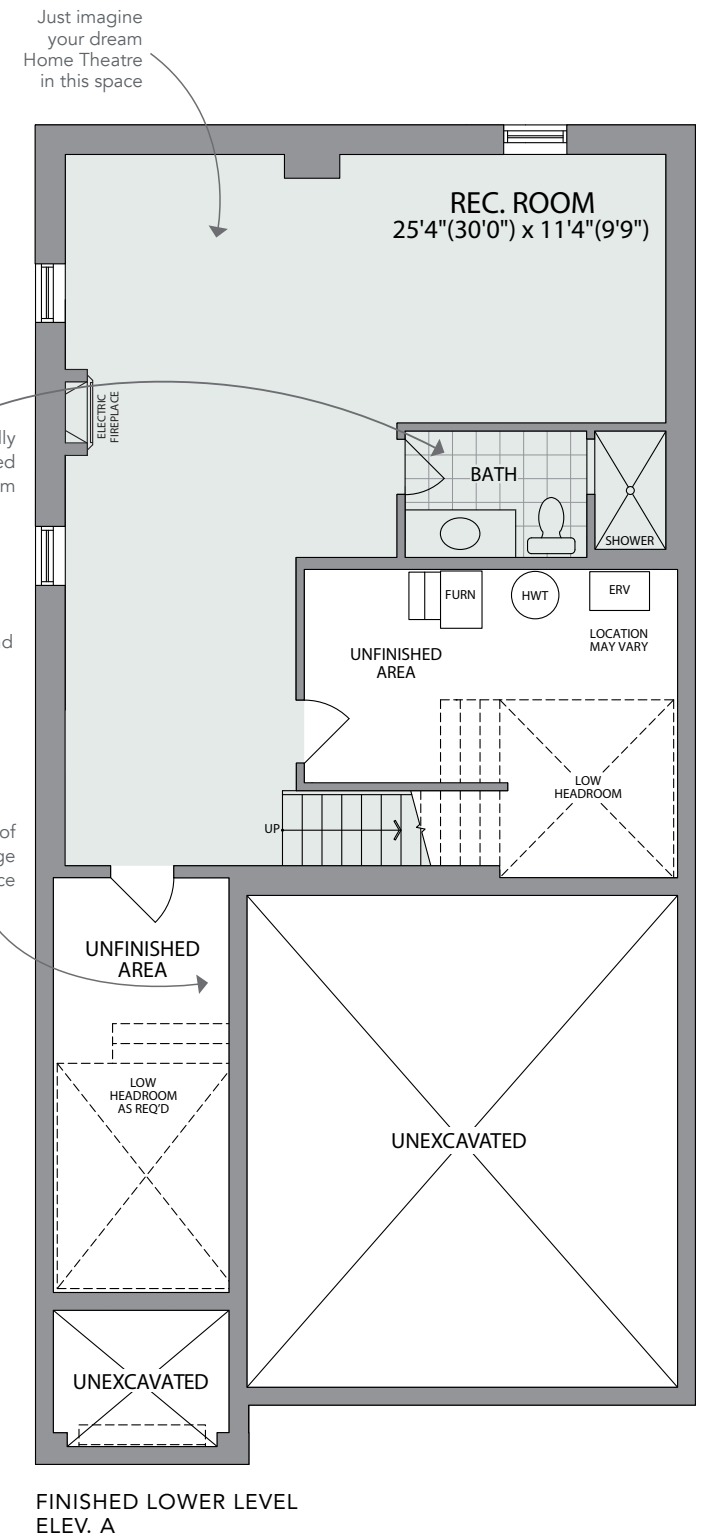 Just imagine
your dream
Home Theatre
in this space
REC. ROOM
25'4"(30'0") x 11'4"(9'9")
ELECTRIC
FIREPLACE
BATH
SHOWER
FURN
HWT
ERV
LOCATION
MAY VARY
UNFINISHED
AREA
LOW
HEADROOM
UP
of
UNFINISHED
AREA
LOW
HEADROOM
AS REQ'D
UNEXCAVATED
UNEXCAVATED
FINISHED LOWER LEVEL
ELEV. A